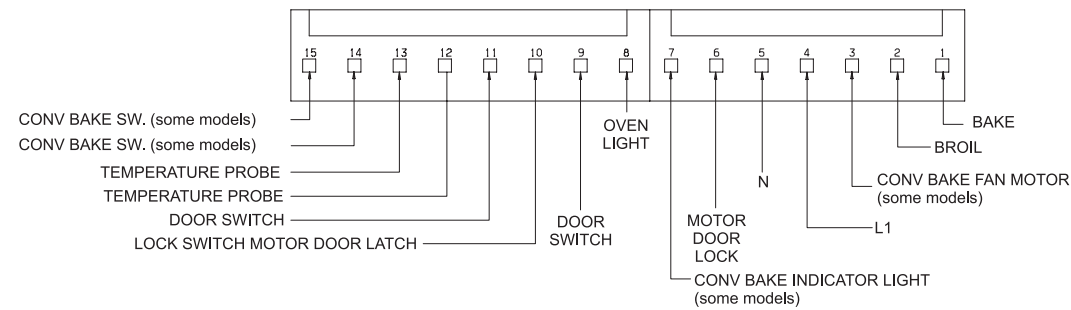 15 14 13 12 11 10 9 8 7 6 5 4 3 2 1
CONV BAKE SW. (some models)
CONV BAKE SW. (some models)
TEMPERATURE PROBE
TEMPERATURE PROBE
DOOR SWITCH
LOCK SWITCH MOTOR DOOR LATCH
DOOR
SWITCH
OVEN
LIGHT
CONV BAKE INDICATOR LIGHT
(some models)
MOTOR
DOOR
LOCK
N
L1
CONV BAKE FAN MOTOR
(some models)
BROIL
BAKE